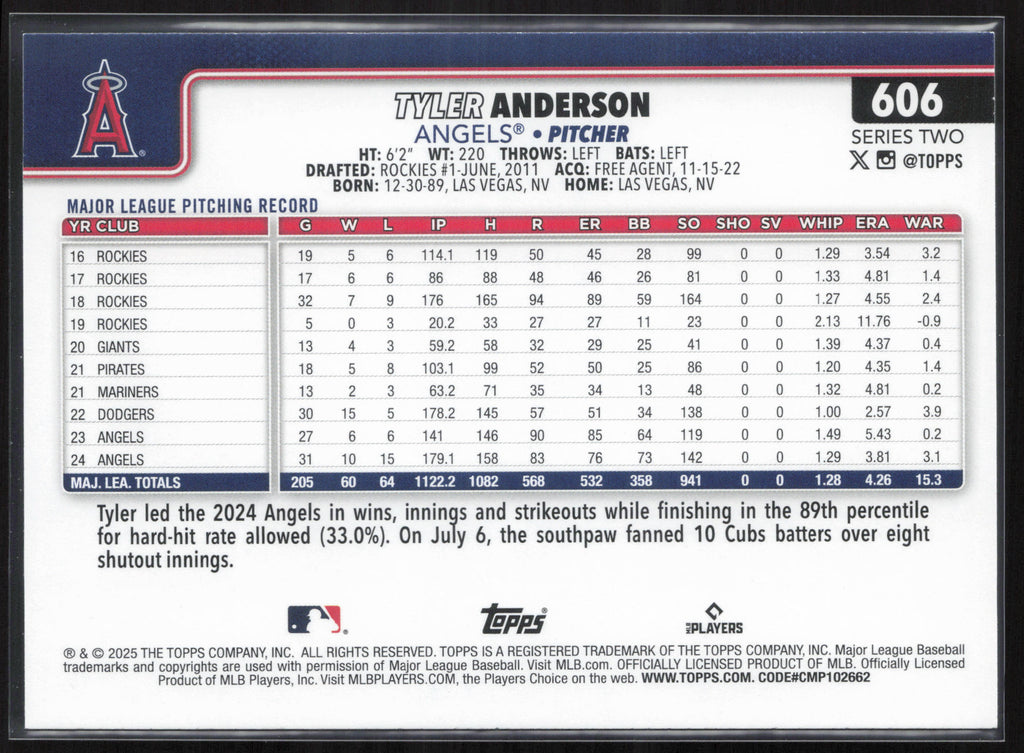 A
606
TYLER ANDERSON
ANGELS® • PITCHER
SERIES TWO
X @TOPPS
HT: 6'2" WT: 220 THROWS: LEFT BATS: LEFT
DRAFTED: ROCKIES #1-JUNE, 2011 ACQ: FREE AGENT, 11-15-22
BORN: 12-30-89, LAS VEGAS, NV HOME: LAS VEGAS, NV
MAJOR LEAGUE PITCHING RECORD
YR CLUB G W L IP H R ER BB SO SHO SV WHIP ERA WAR
16 ROCKIES 19 5 6 114.1 119 50 45 28 99 0 0 1.29 3.54 3.2
17 ROCKIES 17 6 6 86 88 48 46 26 81 0 0 1.33 4.81 1.4
18 ROCKIES 32 7 9 176 165 94 89 59 164 0 0 1.27 4.55 2.4
19 ROCKIES 5 0 3 20.2 33 27 27 11 23 0 0 2.13 11.76 -0.9
20 GIANTS 13 4 3 59.2 58 32 29 25 41 0 0 1.39 4.37 0.4
21 PIRATES 18 5 8 103.1 99 52 50 25 86 0 0 1.20 4.35 1.4
21 MARINERS 13 2 3 63.2 71 35 34 13 48 0 0 1.32 4.81 0.2
22 DODGERS 30 15 5 178.2 145 57 51 34 138 0 0 1.00 2.57 3.9
23 ANGELS 27 6 6 141 146 90 85 64 119 0 0 1.49 5.43 0.2
24 ANGELS 31 10 15 179.1 158 83 76 73 142 0 0 1.29 3.81 3.1
MAJ. LEA. TOTALS 205 60 64 1122.2 1082 568 532 358 941 0 0 1.28 4.26 15.3
Tyler led the 2024 Angels in wins, innings and strikeouts while finishing in the 89th percentile
for hard-hit rate allowed (33.0%). On July 6, the southpaw fanned 10 Cubs batters over eight
shutout innings.
Topps®
MLB PLAYERS
® & © 2025 THE TOPPS COMPANY, INC. ALL RIGHTS RESERVED. TOPPS IS A REGISTERED TRADEMARK OF THE TOPPS COMPANY, INC. Major League Baseball
trademarks and copyrights are used with permission of Major League Baseball. Visit MLB.com. OFFICIALLY LICENSED PRODUCT OF MLB. Officially Licensed
Product of MLB Players, Inc. Visit MLBPLAYERS.COM, the Players Choice on the web. WWW.TOPPS.COM. CODE#CMP102662